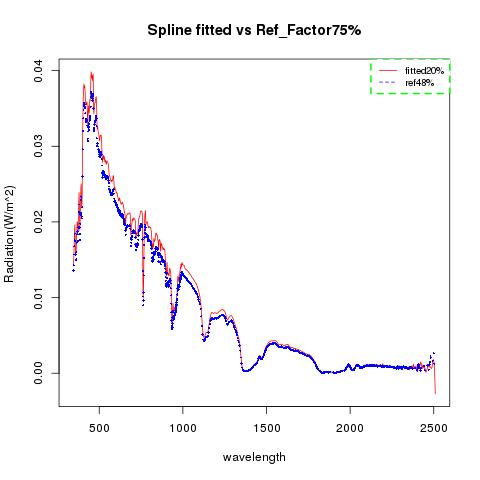 Spline fitted vs Ref_Factor75%
fitted20%
ref48%
Radiation(W/m^2)
0.04
0.03
0.02
0.01
0.00
500 1000 1500 2000 2500
wavelength